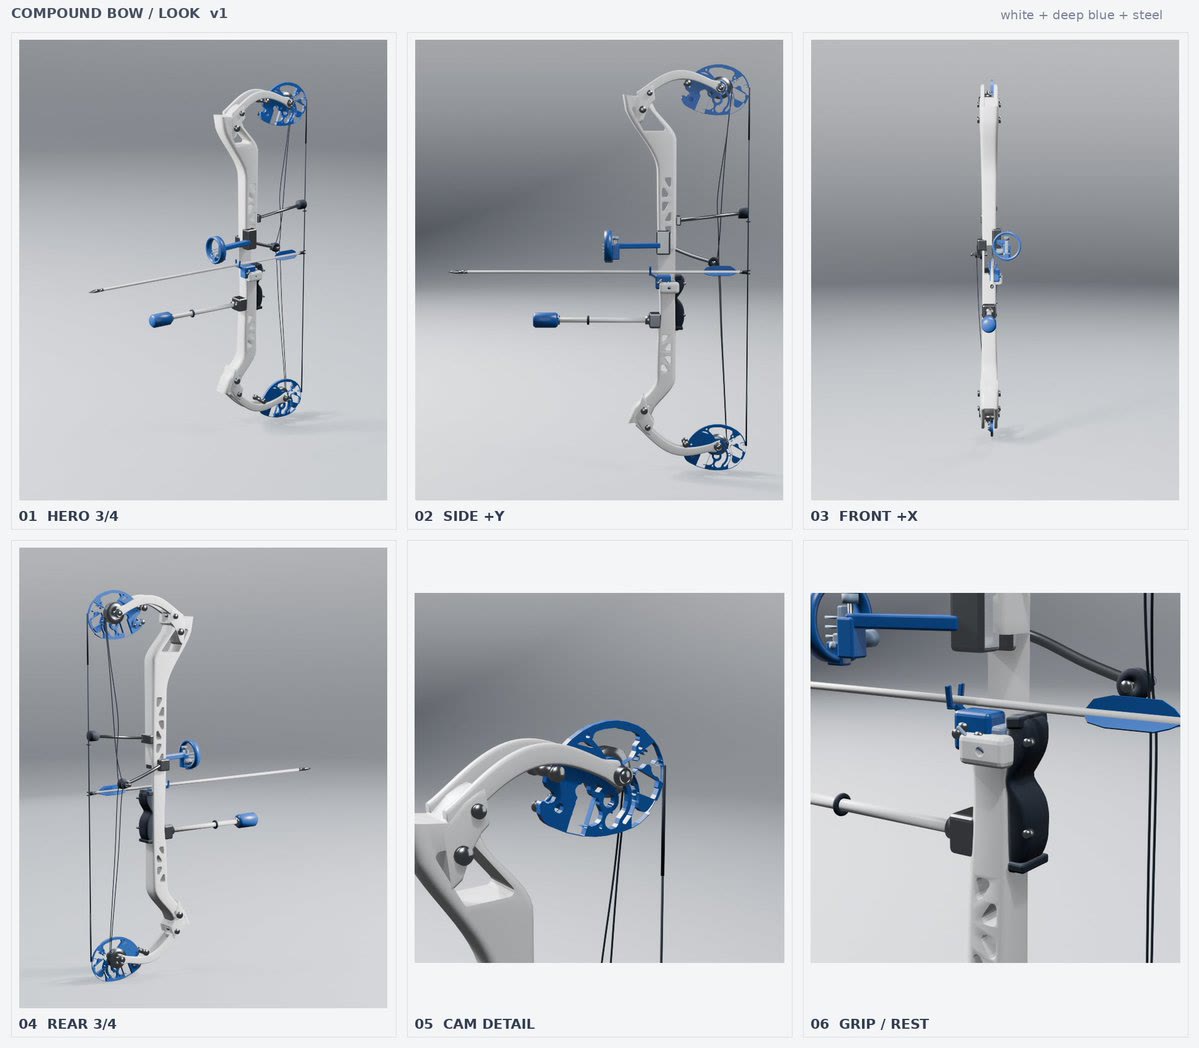 COMPOUND BOW / LOOK v1
white + deep blue + steel
01 HERO 3/4
02 SIDE +Y
03 FRONT +X
04 REAR 3/4
05 CAM DETAIL
06 GRIP / REST